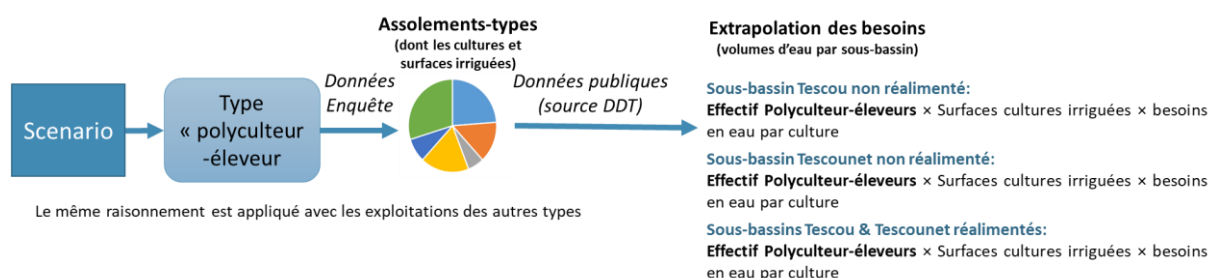 Scenario
Type
« polyculteur
-éleveur
Données
Enquête
Assolements-types
(dont les cultures et
surfaces irriguées)
Données publiques
(source DDT)
Extrapolation des besoins
(volumes d'eau par sous-bassin)
Sous-bassin Tescou non réalimenté:
Effectif Polyculteur-éleveurs × Surfaces cultures irriguées × besoins
en eau par culture
Sous-bassin Tescounet non réalimenté:
Effectif Polyculteur-éleveurs × Surfaces cultures irriguées × besoins
en eau par culture
Sous-bassins Tescou & Tescounet réalimentés:
Effectif Polyculteur-éleveurs × Surfaces cultures irriguées × besoins
en eau par culture
Le même raisonnement est appliqué avec les exploitations des autres types